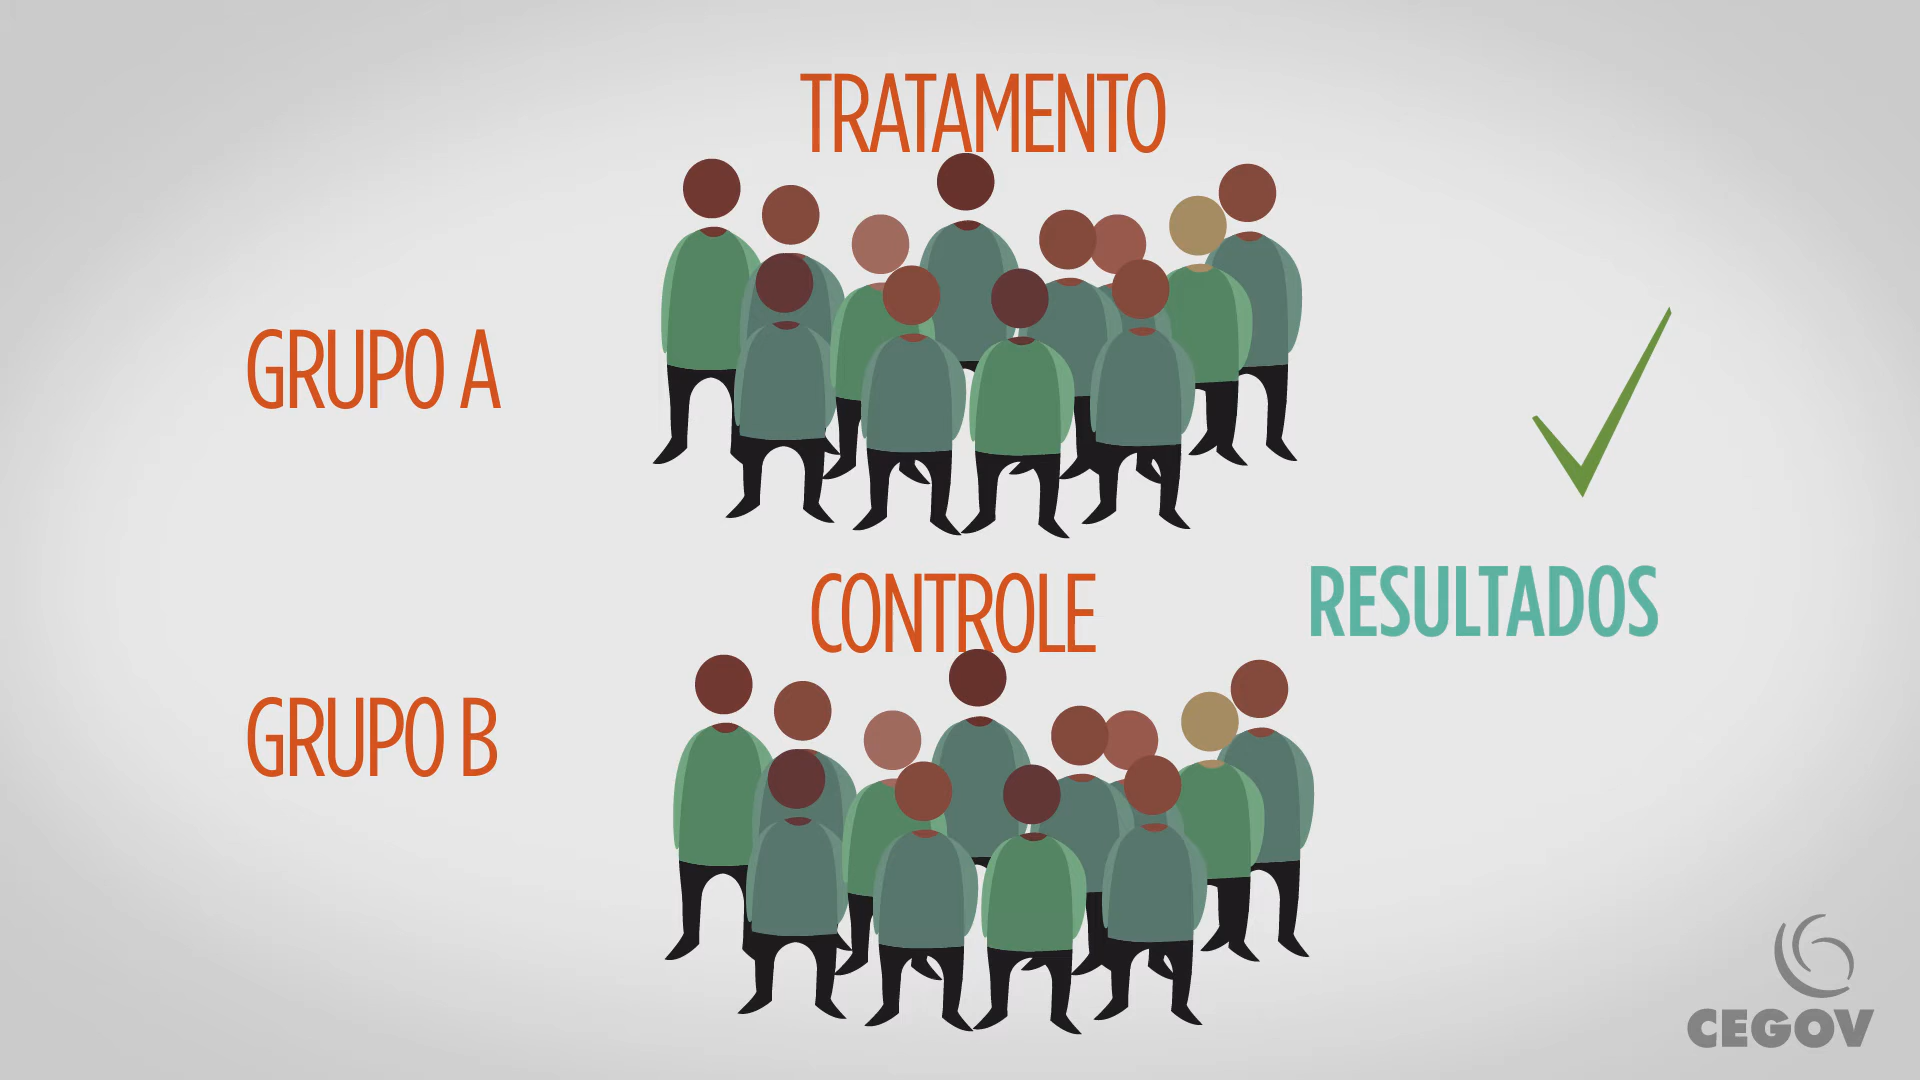 TRATAMENTO
GRUPO A
CONTROLE
RESULTADOS
GRUPO B
CEGOV